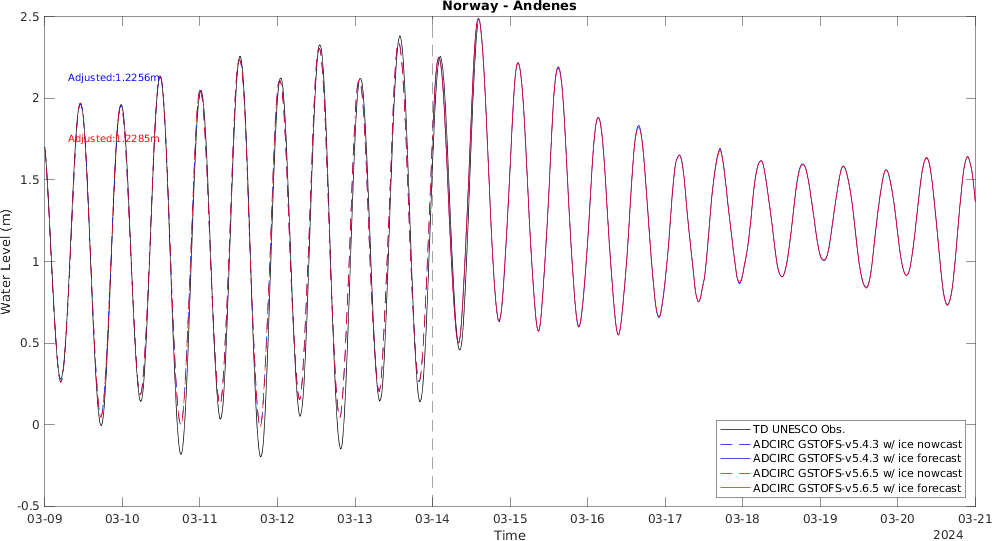 Norway - Andenes
2.5
2
1.5
1
0.5
0
-0.5
Water Level (m)
Adjusted:1.2256m
Adjusted:1.2285m
TD UNESCO Obs.
ADCIRC GSTOFS-v5.4.3 w/ ice nowcast
ADCIRC GSTOFS-v5.4.3 w/ ice forecast
ADCIRC GSTOFS-v5.6.5 w/ ice nowcast
ADCIRC GSTOFS-v5.6.5 w/ ice forecast
03-09 03-10 03-11 03-12 03-13 03-14 03-15 03-16 03-17 03-18 03-19 03-20 03-21
Time
2024